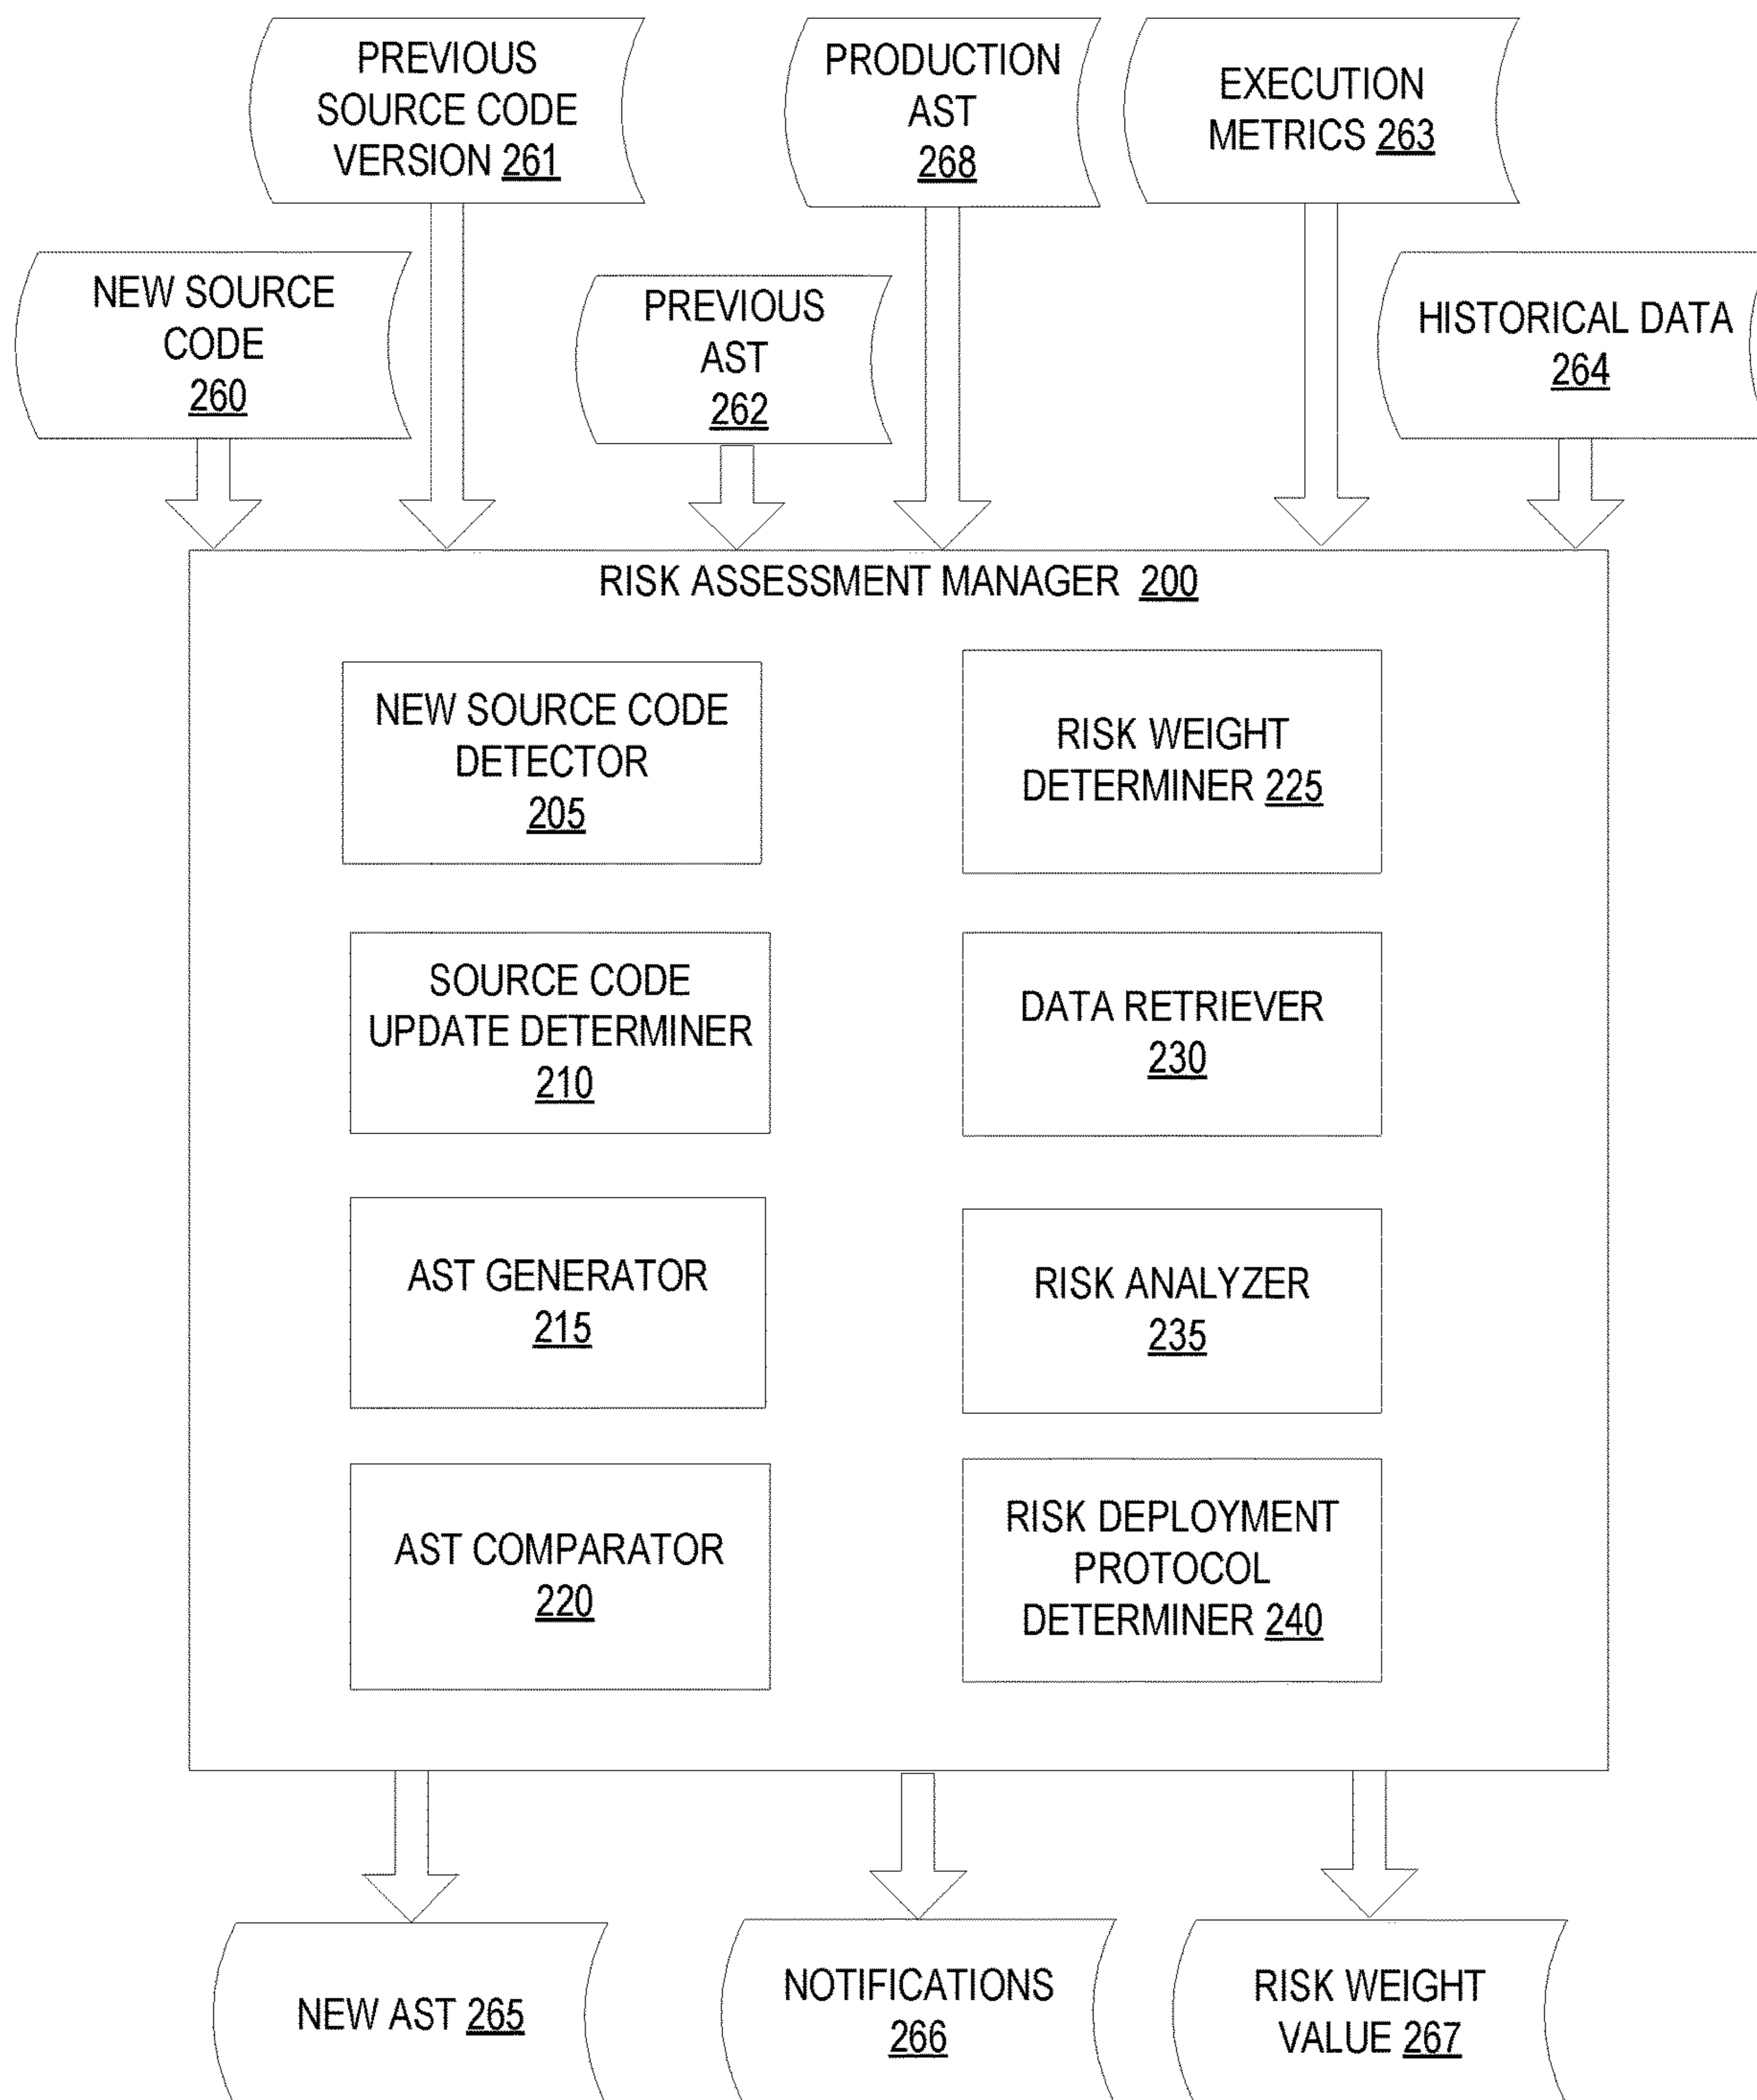 PREVIOUS
SOURCE CODE
VERSION 261
PRODUCTION
AST
268
EXECUTION
METRICS 263
NEW SOURCE
CODE
260
PREVIOUS
AST
262
HISTORICAL DATA
264
RISK ASSESSMENT MANAGER 200
NEW SOURCE CODE
DETECTOR
205
RISK WEIGHT
DETERMINER 225
SOURCE CODE
UPDATE DETERMINER
210
DATA RETRIEVER
230
AST GENERATOR
215
RISK ANALYZER
235
AST COMPARATOR
220
RISK DEPLOYMENT
PROTOCOL
DETERMINER 240
NEW AST 265
NOTIFICATIONS
266
RISK WEIGHT
VALUE 267